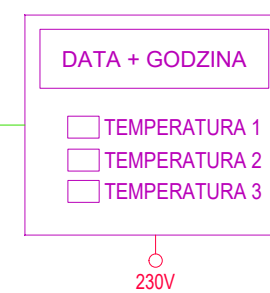 DATA + GODZINA
TEMPERATURA 1
TEMPERATURA 2
TEMPERATURA 3
230V